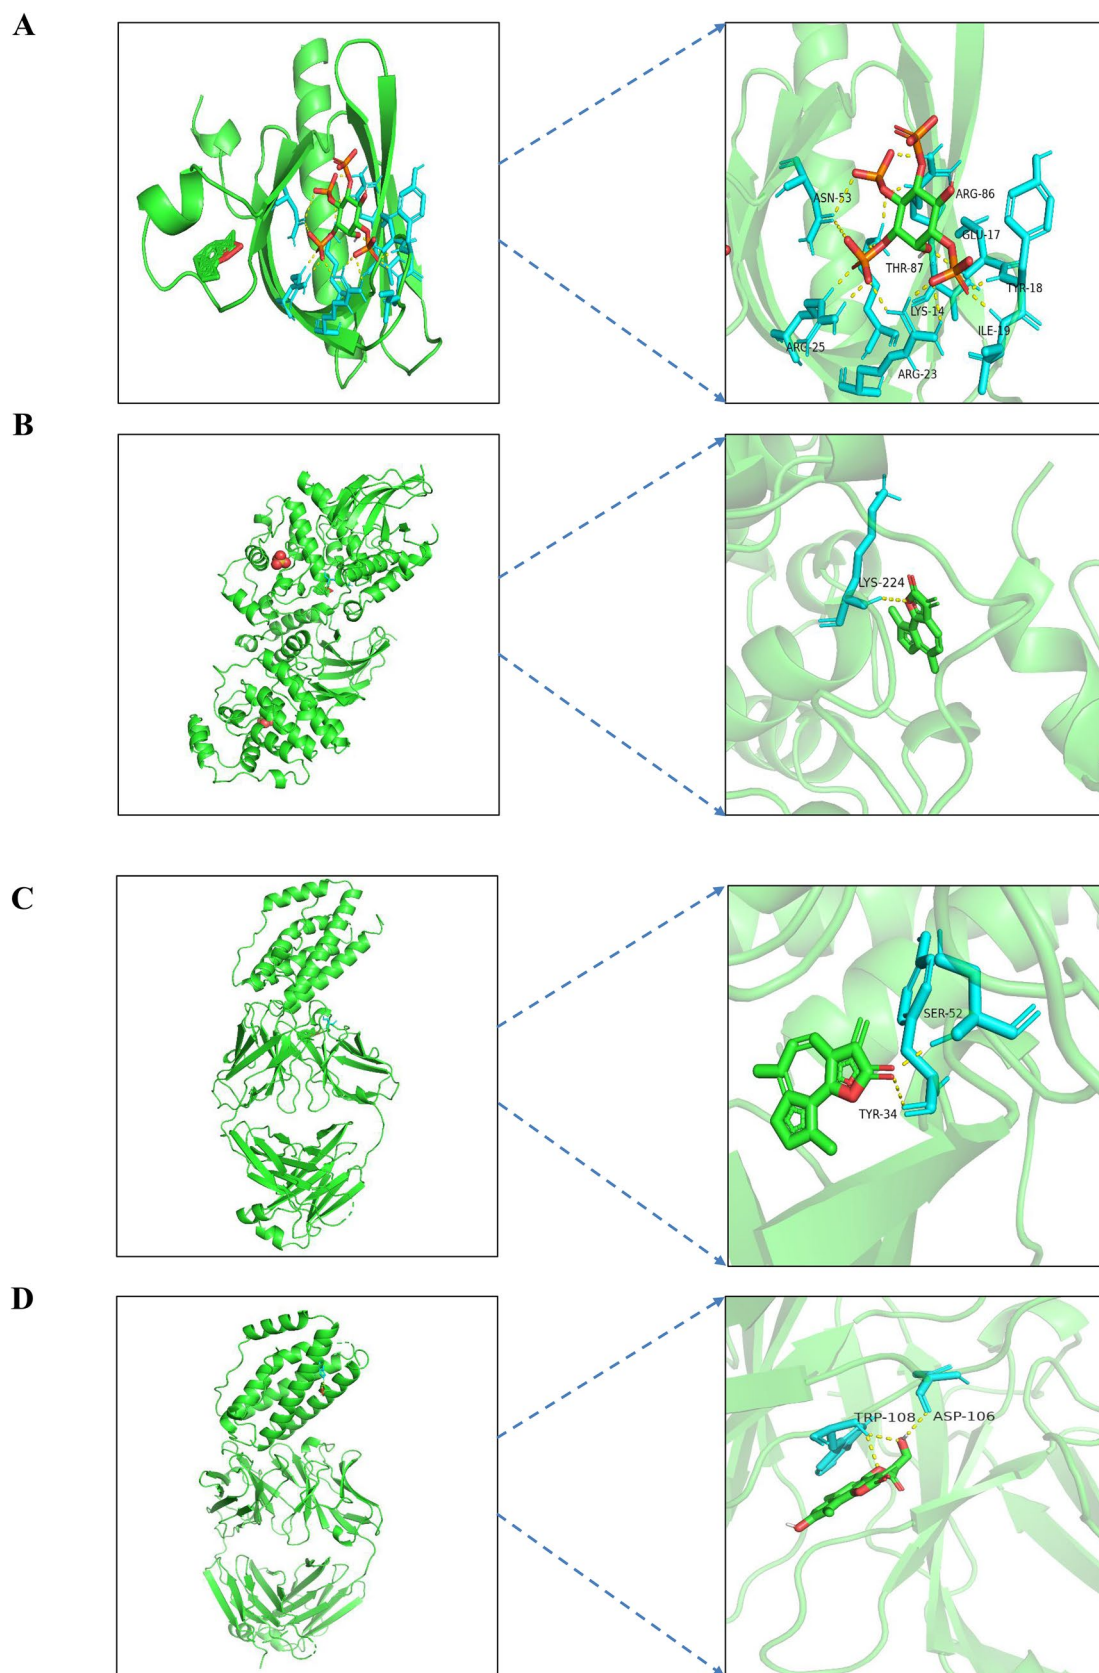 A
ASN-53
ARG-86
GLU-17
THR-87
TYR-18
LYS-14
ILE-19
ARG-25
ARG-23
B
LYS-224
C
SER-52
TYR-34
D
TRP-108 ASP-106